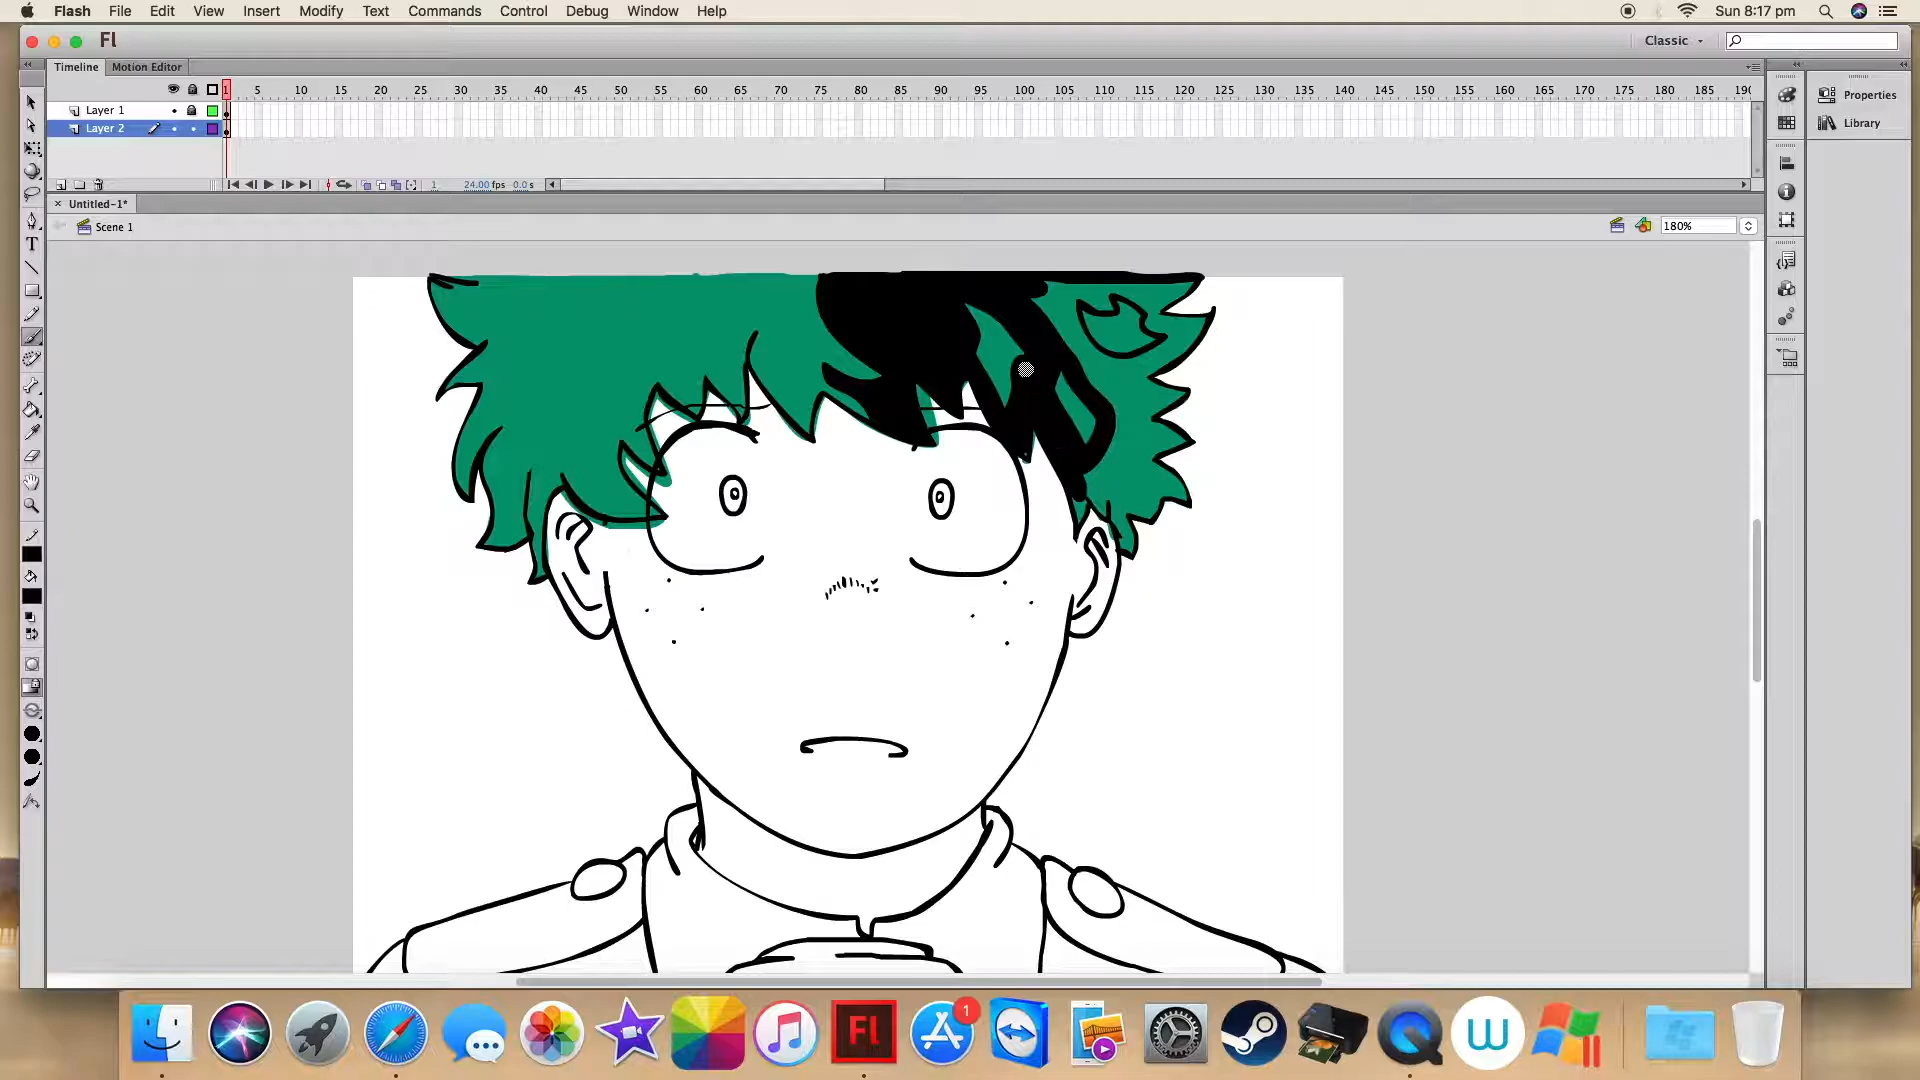 Flash File Edit View Insert Modify Text Commands Control Debug Window Help Sun 8:17 pm
Fl Classic
Timeline Motion Editor
1 5 10 15 20 25 30 35 40 45 50 55 60 65 70 75 80 85 90 95 100 105 110 115 120 125 130 135 140 145 150 155 160 165 170 175 180 185 190
Properties
Layer 1
Library
Layer 2
1 24.00 fps 0.0 s
Untitled-1*
Scene 1 180%
T
Fl 1 W